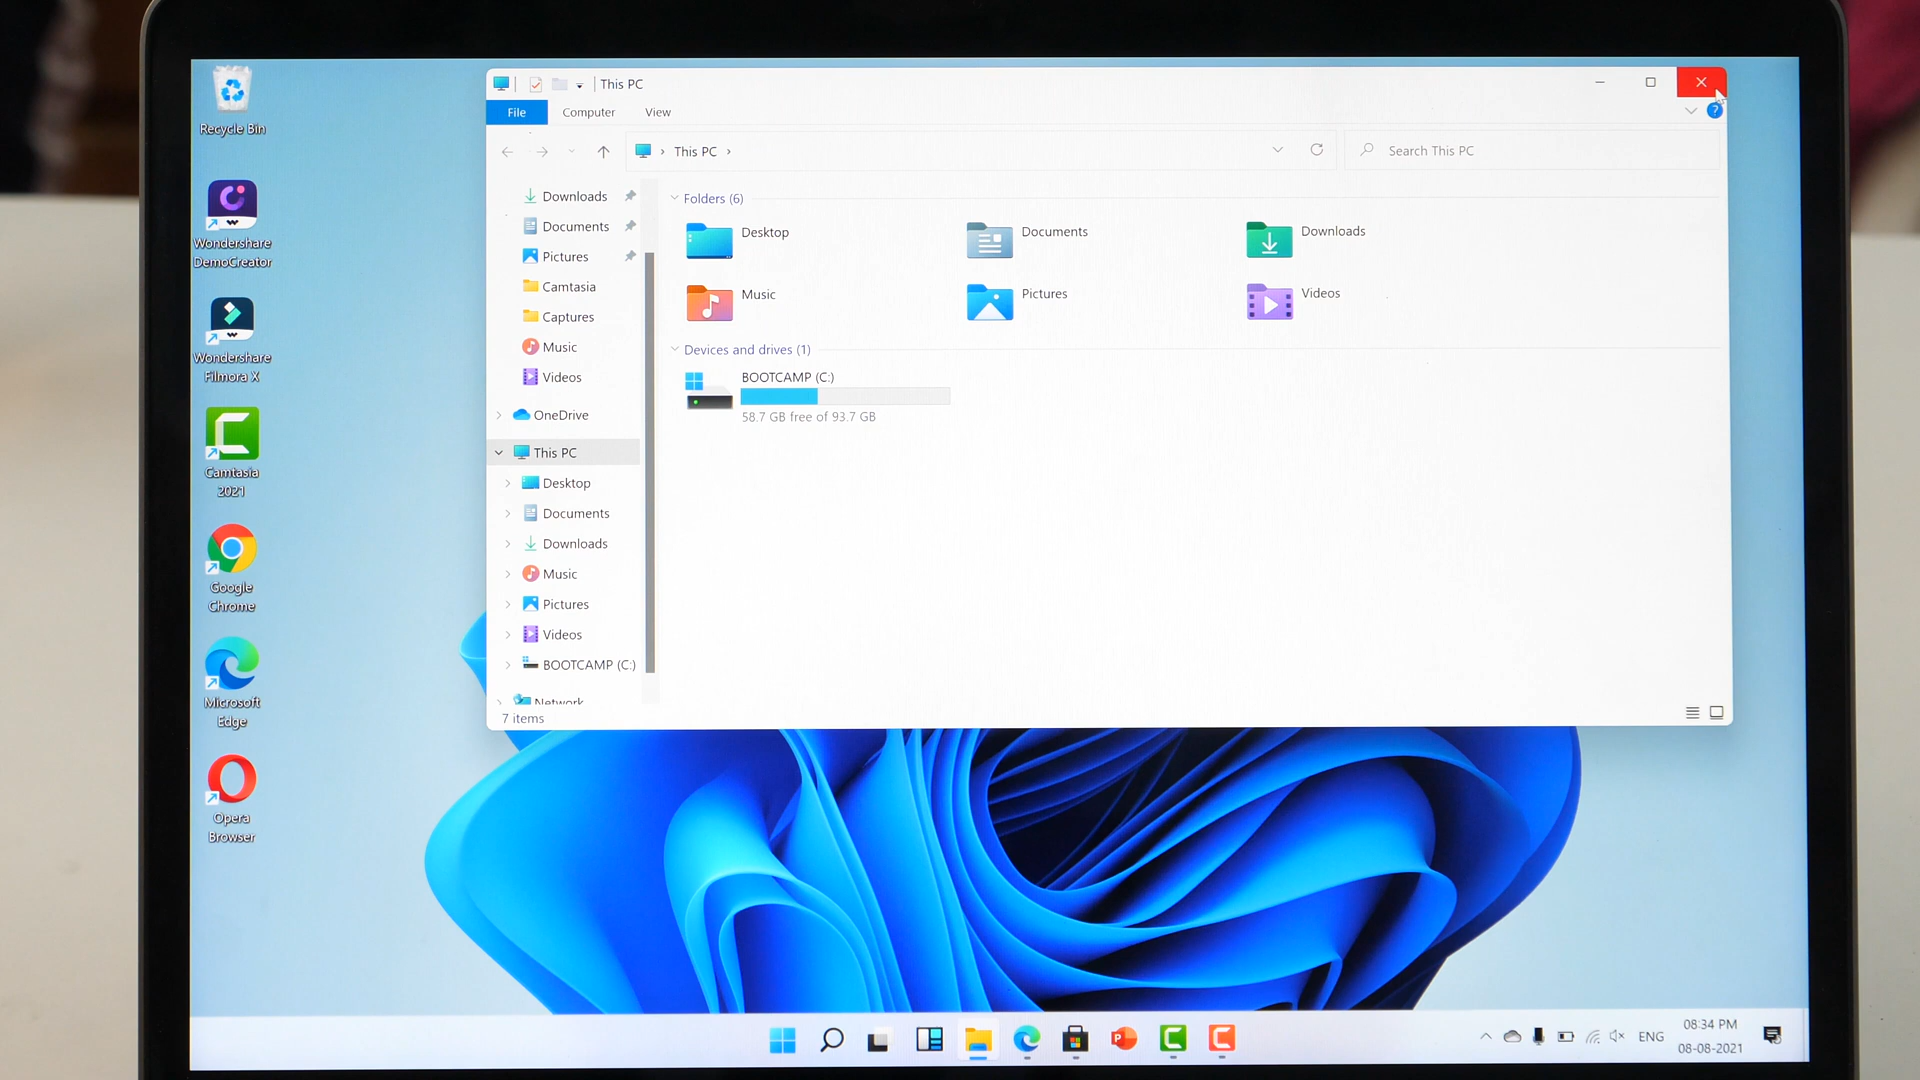 Recycle Bin
Wondershare
DemoCreator
Wondershare
Filmora X
Camtasia
2021
Google
Chrome
Microsoft
Edge
Opera
Browser
This PC
File Computer View
This PC
Search This PC
Downloads
Documents
Pictures
Camtasia
Captures
Music
Videos
OneDrive
This PC
Desktop
Documents
Downloads
Music
Pictures
Videos
BOOTCAMP (C:)
Network
7 items
Folders (6)
Desktop
Documents
Downloads
Music
Pictures
Videos
Devices and drives (1)
BOOTCAMP (C:)
58.7 GB free of 93.7 GB
ENG
08:34 PM
08-08-2021